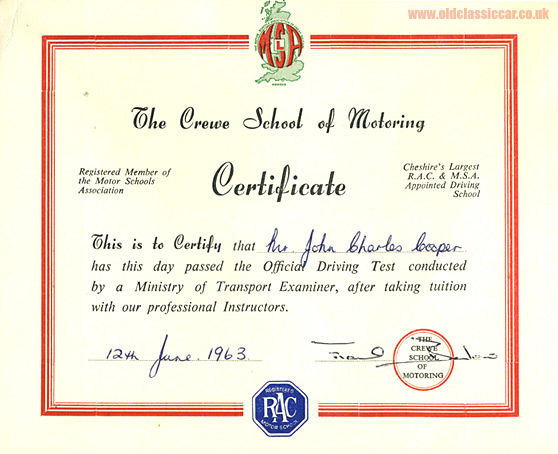 www.oldclassiccar.co.uk
MSA
L
The Crewe School of Motoring
Registered Member of
the Motor Schools
Association
Certificate
Cheshire's Largest
R.A.C. & M.S.A.
Appointed Driving
School
This is to Certify that Mr. John Charles Cooper
has this day passed the Official Driving Test conducted
by a Ministry of Transport Examiner, after taking tuition
with our professional Instructors.
12th June. 1963.
THE
CREWE
SCHOOL
OF
MOTORING
REGISTERED
RAC
MOTOR SCHOOL